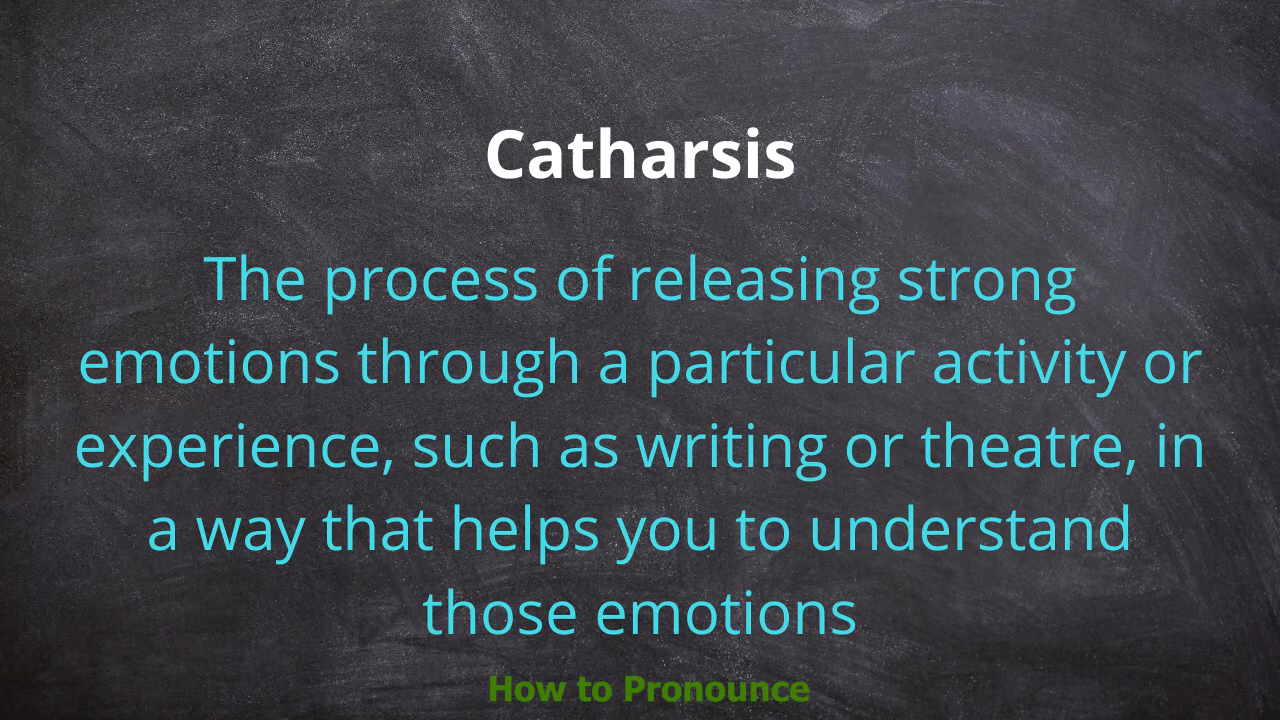 Catharsis
The process of releasing strong
emotions through a particular activity or
experience, such as writing or theatre, in
a way that helps you to understand
those emotions
How to Pronounce